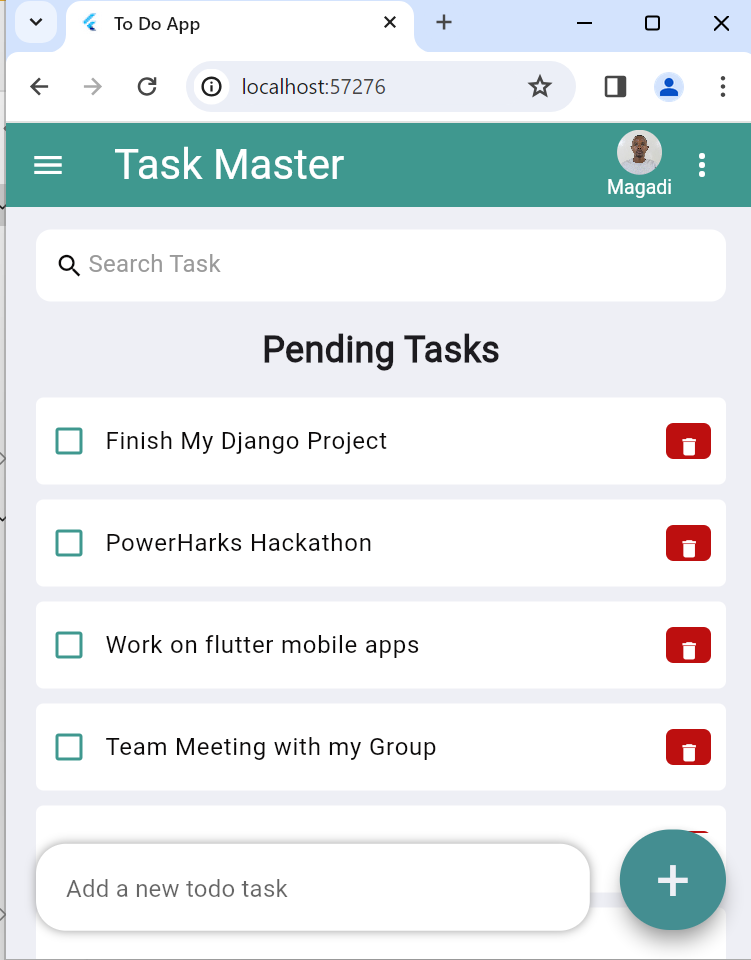 To Do App
localhost:57276
Task Master
Magadi
Search Task
Pending Tasks
Finish My Django Project
PowerHarks Hackathon
Work on flutter mobile apps
Team Meeting with my Group
Add a new todo task